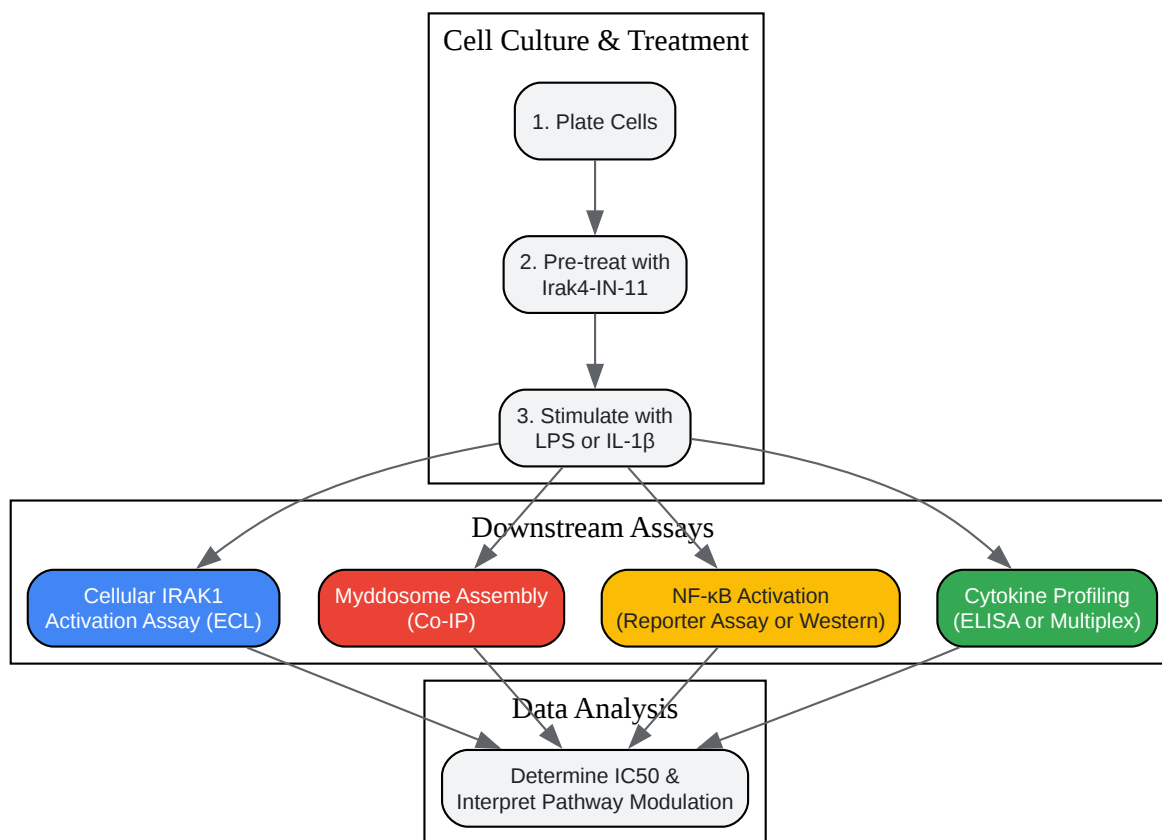 Cell Culture & Treatment
1. Plate Cells
2. Pre-treat with
Irak4-IN-11
3. Stimulate with
LPS or IL-1β
Downstream Assays
Cellular IRAK1
Activation Assay (ECL)
Myddosome Assembly
(Co-IP)
NF-κB Activation
(Reporter Assay or Western)
Cytokine Profiling
(ELISA or Multiplex)
Data Analysis
Determine IC50 &
Interpret Pathway Modulation